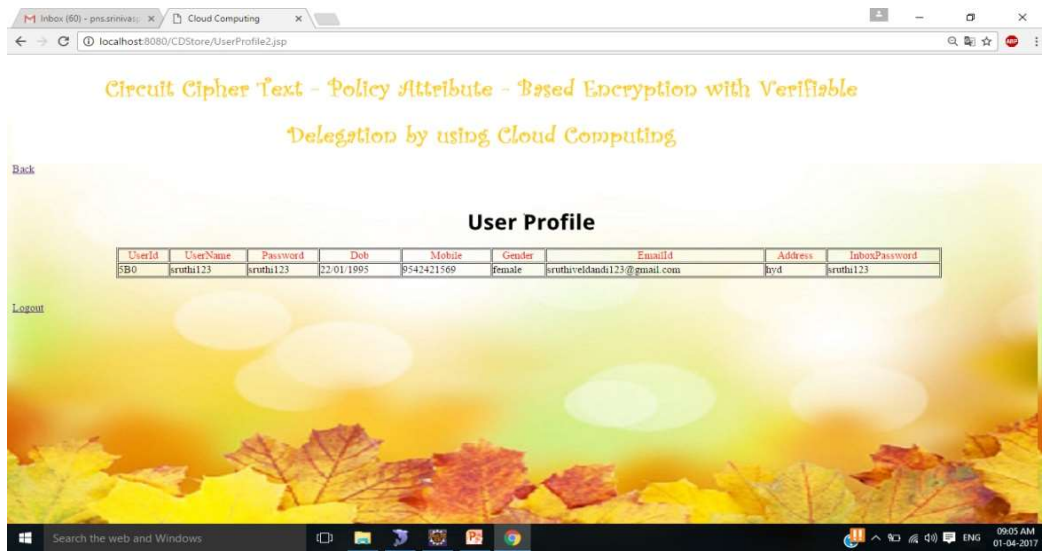 Inbox (60) - pns.srinivas
Cloud Computing
localhost:8080/CDStore/UserProfile2.jsp
Circuit Cipher Text - Policy Attribute - Based Encryption with Verifiable
Delegation by using Cloud Computing
Back
User Profile
UserId UserName Password Dob Mobile Gender EmailId Address InboxPassword
5B0 sruthi123 sruthi123 22/01/1995 9542421569 female sruthiveldandi123@gmail.com hyd sruthi123
Logout
Search the web and Windows
ENG
09:05 AM
01-04-2017